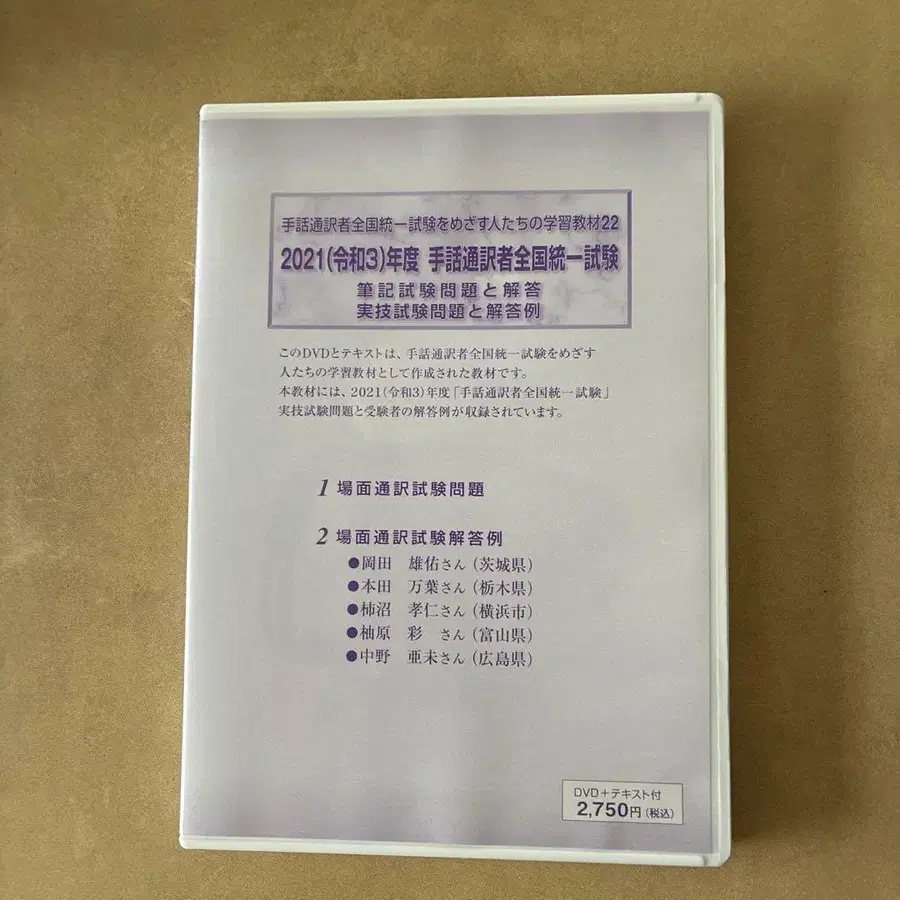 手話通訳者全国統一試験をめざす人たちの学習教材22
2021(令和3)年度 手話通訳者全国統一試験
筆記試験問題と解答
実技試験問題と解答例
このDVDとテキストは、手話通訳者全国統一試験をめざす
人たちの学習教材として作成された教材です。
本教材には、2021(令和3)年度「手話通訳者全国統一試験」
実技試験問題と受験者の解答例が収録されています。
1 場面通訳試験問題
2 場面通訳試験解答例
●岡田 雄佑さん(茨城県)
●本田 万葉さん(栃木県)
●柿沼 孝仁さん(横浜市)
●柚原 彩 さん(富山県)
●中野 亜未さん(広島県)
DVD+テキスト付
2,750円(税込)